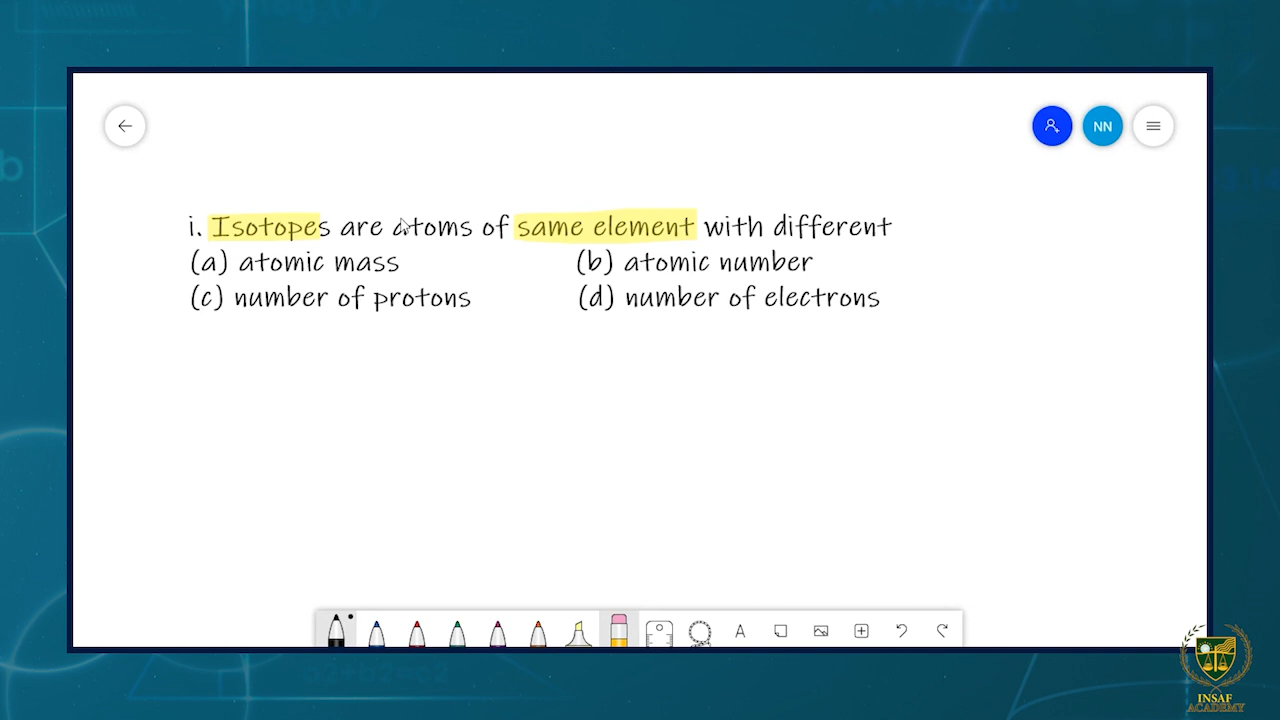 NN
i. Isotopes are atoms of same element with different
(a) atomic mass (b) atomic number
(c) number of protons (d) number of electrons
A
INSAF
ACADEMY